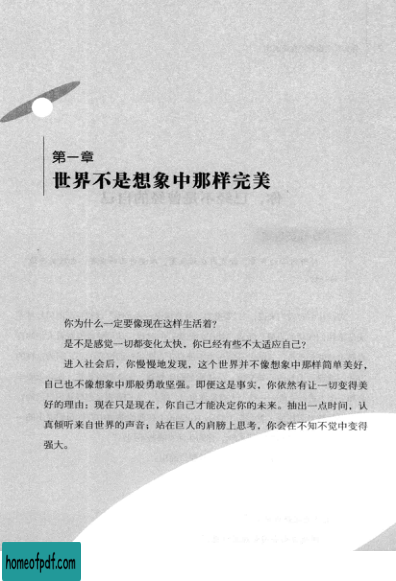 第一章
世界不是想象中那样完美
你为什么一定要像现在这样生活着?
是不是感觉一切都变化太快,你已经有些不太适应自己?
进入社会后,你慢慢地发现,这个世界并不像想象中那样简单美好,
自己也不像想象中那般勇敢坚强。即便这是事实,你依然有让一切变得美
好的理由:现在只是现在,你自己才能决定你的未来。抽出一点时间,认
真倾听来自世界的声音;站在巨人的肩膀上思考,你会在不知不觉中变得
强大。
homeofpdf.com